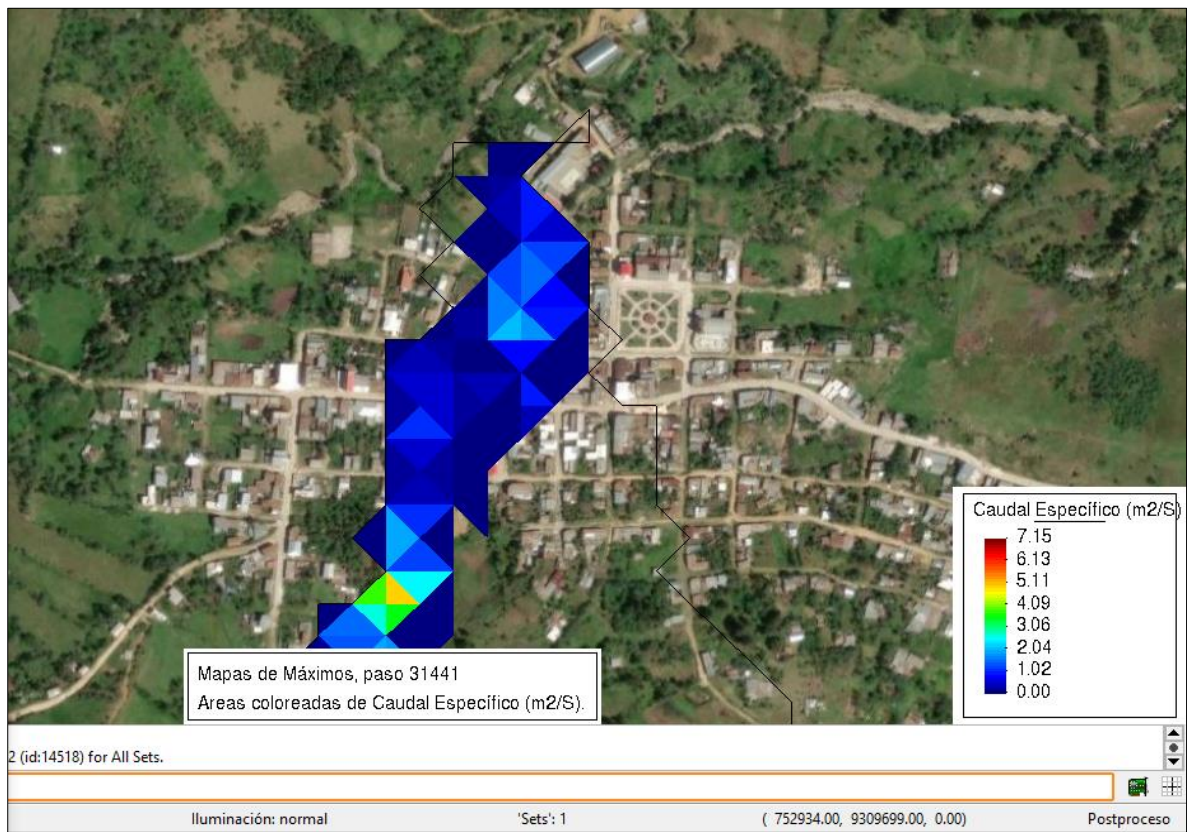 Caudal Específico (m2/S)
7.15
6.13
5.11
4.09
3.06
2.04
1.02
0.00
Mapas de Máximos, paso 31441
Areas coloreadas de Caudal Específico (m2/S).
2 (id:14518) for All Sets.
Iluminación: normal 'Sets': 1 ( 752934.00, 9309699.00, 0.00) Postproceso